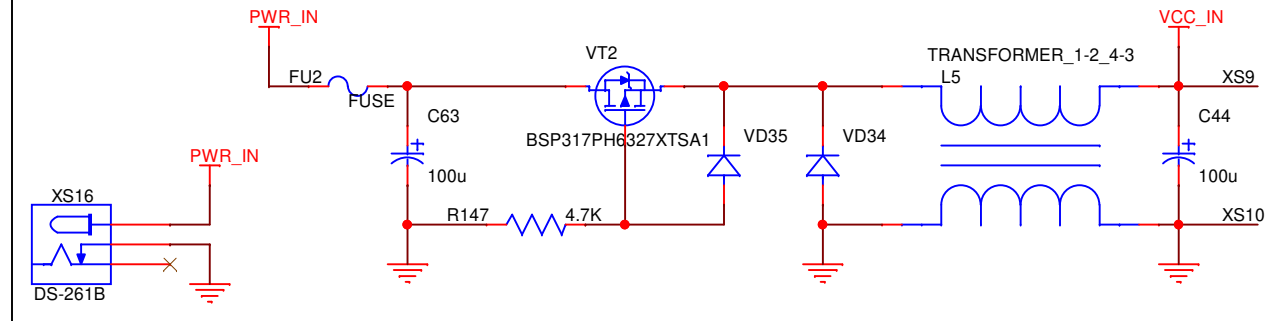 PWR_IN
VCC_IN
VT2
TRANSFORMER_1-2_4-3
FU2
L5
XS9
FUSE
C63
C44
BSP317PH6327XTSA1
VD35
VD34
PWR_IN
100u
100u
XS16
R147
4.7K
XS10
DS-261B